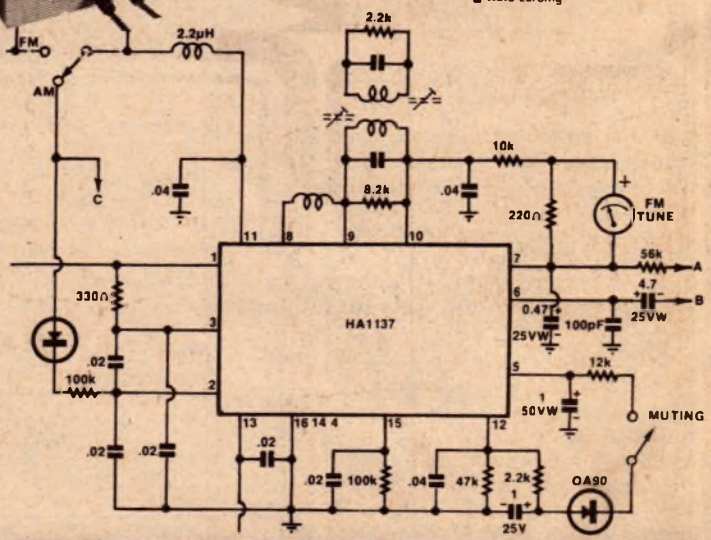 Auto Zeroing
FM
2.2µH
2.2k
AM
C
.04
8.2k
.04
10k
220Ω
+
FM
TUNE
11
8
9
10
1
330Ω
3
.02
100k
2
.02
.02
HA1137
7
56k
A
6
0.47
+
-
25VW
100pF
4.7
+
-
25VW
B
5
12k
1
+
-
50VW
MUTING
13
16 14 4
15
12
.02
.02
100k
.04
47k
2.2k
1
-
+
25V
OA90